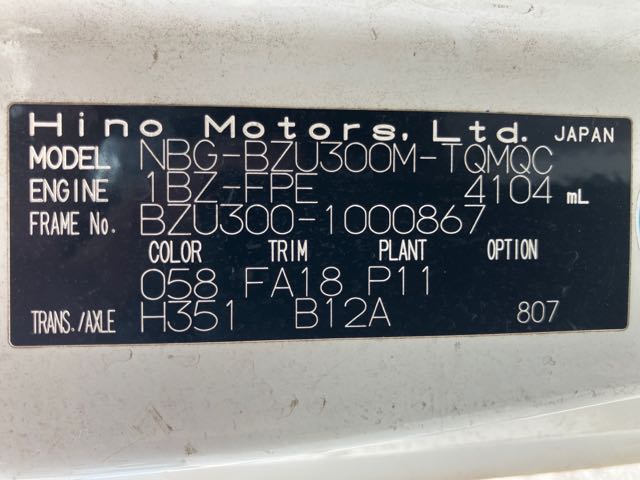 Hino Motors, Ltd. JAPAN
MODEL NBG-BZU300M-TQMQC
ENGINE 1BZ-FPE 4104 mL
FRAME No. BZU300-1000867
COLOR TRIM PLANT OPTION
058 FA18 P11
TRANS./AXLE H351 B12A 807